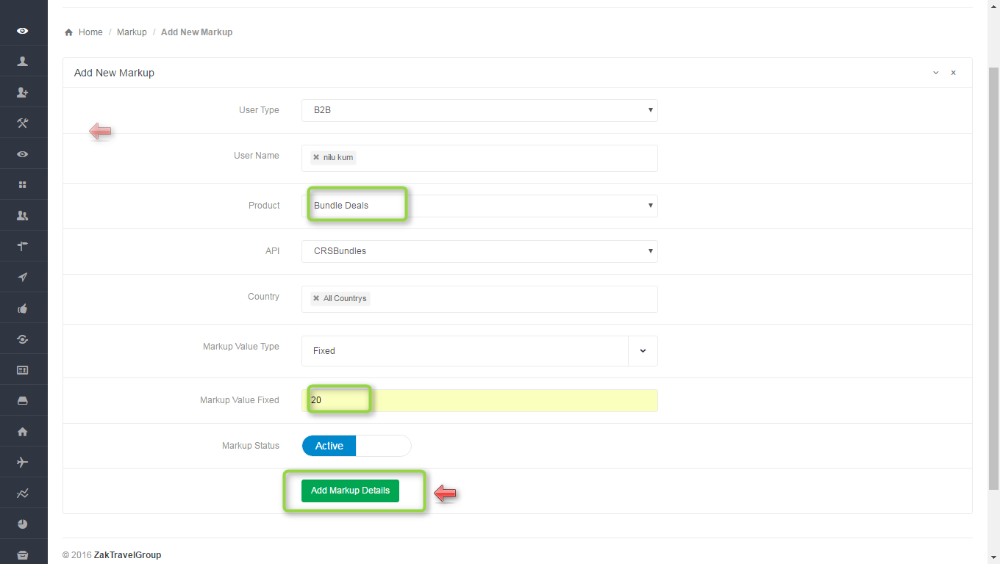 Home / Markup / Add New Markup
Add New Markup
User Type B2B
User Name nilu kum
Product Bundle Deals
API CRSBundles
Country All Countrys
Markup Value Type Fixed
Markup Value Fixed 20
Markup Status Active
Add Markup Details
© 2016 ZakTravelGroup